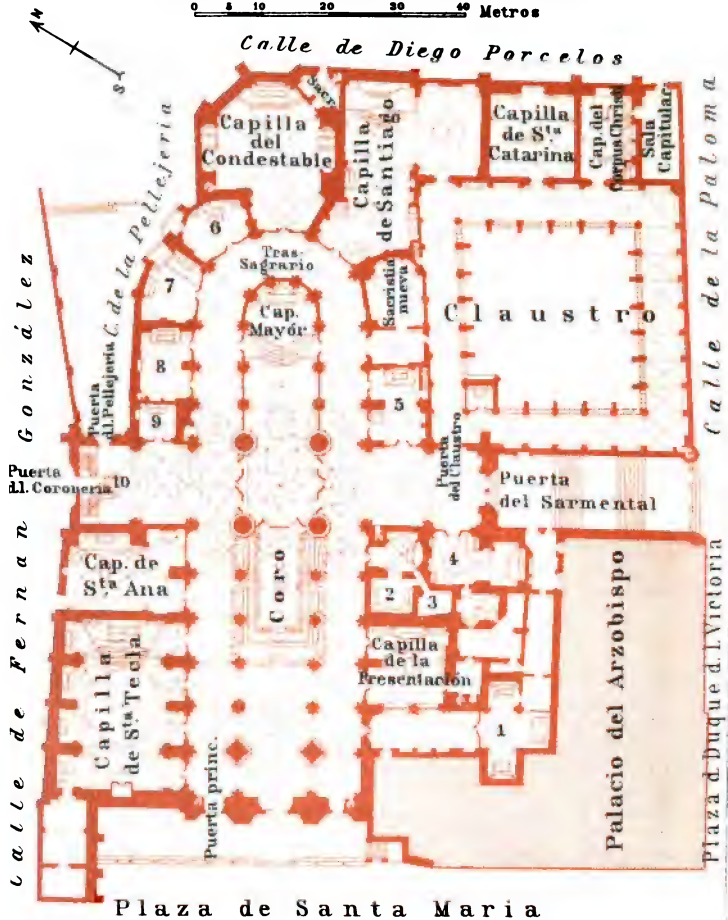 0 5 10 20 30 40 Metros
N
S
Calle de Diego Porcelos
Sacr.
Capilla
del
Condestable
Capilla
de Santiago
Capilla
de Sta
Catarina
Cap. del
Corpus Christi
Sala
Capitular
C. de la Pellejeria
Calle de la Paloma
6
Tras-
Sagrario
7
Cap.
Mayór
Sacristia
nueva
Claustro
8
5
9
Puerta
d.l. Pellejeria
Puerta
d.l. Coroneria
10
Puerta
del Claustro
Puerta
del Sarmental
Cap. de
Sta Ana
Coro
4
2
3
Capilla
de la
Presentación
Capilla
de Sta Tecla
1
Puerta princ.
Palacio del Arzobispo
Plaza d. Duque d. l. Victoria
Calle de Fernan González
Plaza de Santa Maria